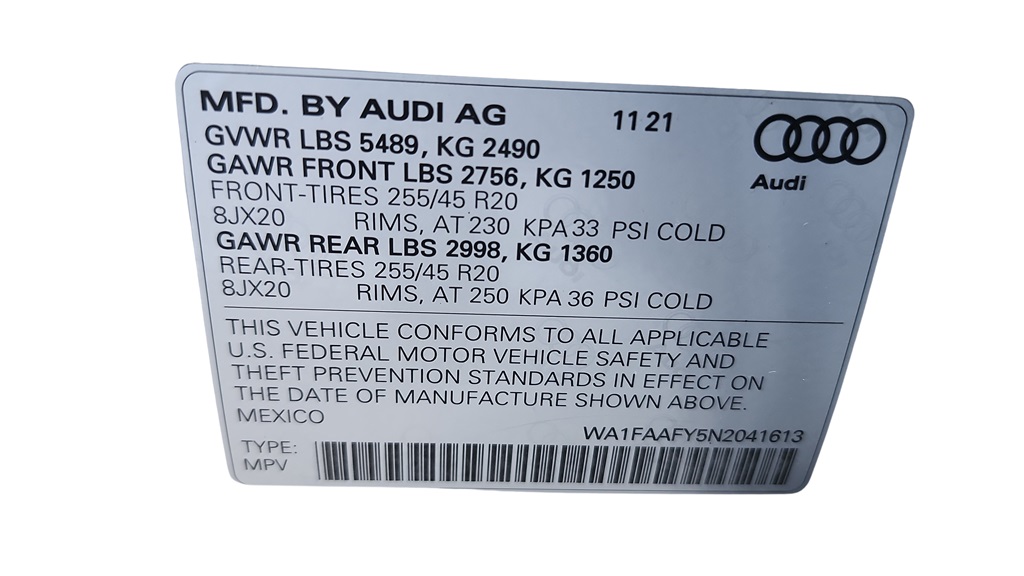 MFD. BY AUDI AG 11 21
GVWR LBS 5489, KG 2490
GAWR FRONT LBS 2756, KG 1250
Audi
FRONT-TIRES 255/45 R20
8JX20 RIMS, AT 230 KPA 33 PSI COLD
GAWR REAR LBS 2998, KG 1360
REAR-TIRES 255/45 R20
8JX20 RIMS, AT 250 KPA 36 PSI COLD
THIS VEHICLE CONFORMS TO ALL APPLICABLE
U.S. FEDERAL MOTOR VEHICLE SAFETY AND
THEFT PREVENTION STANDARDS IN EFFECT ON
THE DATE OF MANUFACTURE SHOWN ABOVE.
MEXICO
WA1FAAFY5N2041613
TYPE:
MPV